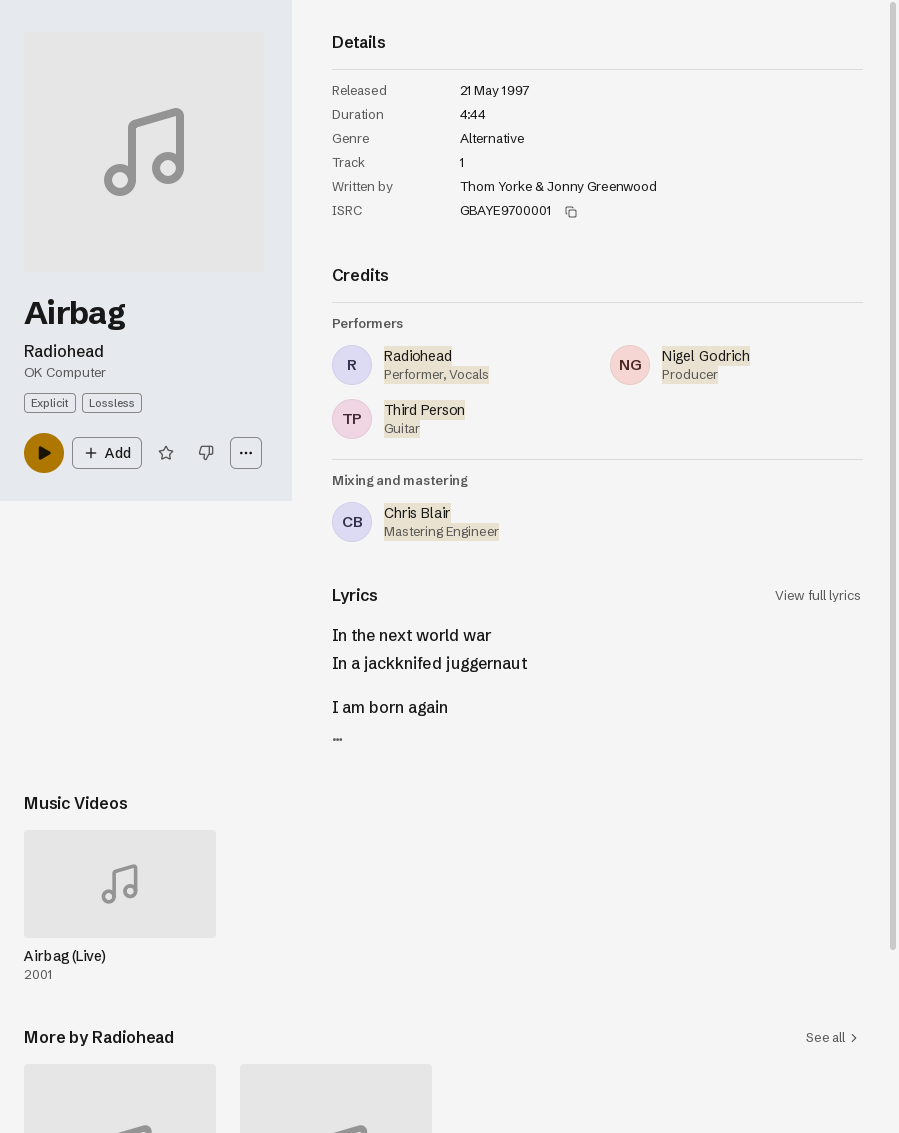 Airbag
Radiohead
OK Computer
Explicit
Lossless
Add
Details
Released 21 May 1997
Duration 4:44
Genre Alternative
Track 1
Written by Thom Yorke & Jonny Greenwood
ISRC GBAYE9700001
Credits
Performers
R
Radiohead
Performer, Vocals
NG
Nigel Godrich
Producer
TP
Third Person
Guitar
Mixing and mastering
CB
Chris Blair
Mastering Engineer
Lyrics
View full lyrics
In the next world war
In a jackknifed juggernaut
I am born again
...
Music Videos
Airbag (Live)
2001
More by Radiohead
See all